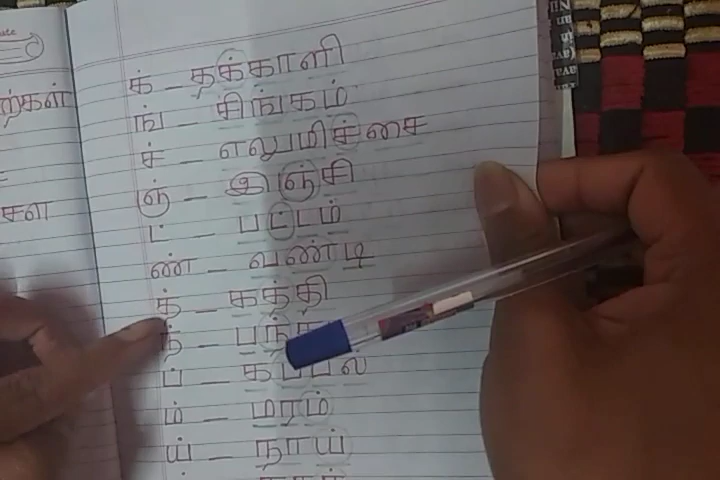 க் - தக்காளி
ங் - சிங்கம்
ச் - எலுமிச்சை
ஞ் - இஞ்சி
ட் - பட்டம்
ண் - வண்டி
த் - கத்தி
ந்
ப் - கப்பல்
ம் - மரம்
ய் - நாய்